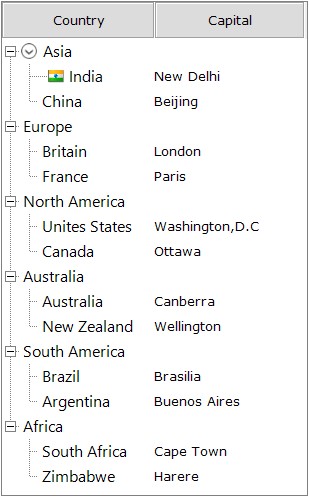 Country Capital
Asia
India New Delhi
China Beijing
Europe
Britain London
France Paris
North America
Unites States Washington,D.C
Canada Ottawa
Australia
Australia Canberra
New Zealand Wellington
South America
Brazil Brasilia
Argentina Buenos Aires
Africa
South Africa Cape Town
Zimbabwe Harere